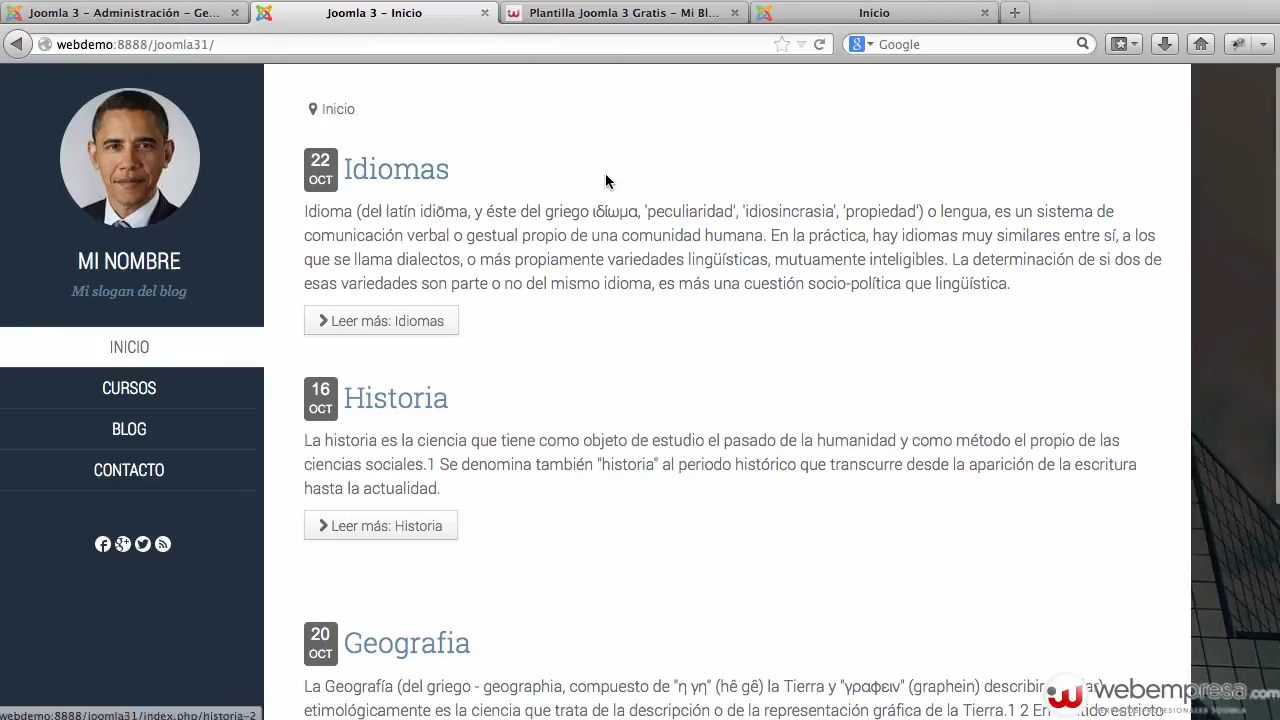 Joomla 3 - Administración - Ge...
Joomla 3 - Inicio
Plantilla Joomla 3 Gratis - Mi Bl...
Inicio
webdemo:8888/joomla31/
Google
MI NOMBRE
Mi slogan del blog
INICIO
CURSOS
BLOG
CONTACTO
Inicio
22
OCT
Idiomas
Idioma (del latín idiōma, y éste del griego ιδίωμα, 'peculiaridad', 'idiosincrasia', 'propiedad') o lengua, es un sistema de
comunicación verbal o gestual propio de una comunidad humana. En la práctica, hay idiomas muy similares entre sí, a los
que se llama dialectos, o más propiamente variedades lingüísticas, mutuamente inteligibles. La determinación de si dos de
esas variedades son parte o no del mismo idioma, es más una cuestión socio-política que lingüística.
Leer más: Idiomas
16
OCT
Historia
La historia es la ciencia que tiene como objeto de estudio el pasado de la humanidad y como método el propio de las
ciencias sociales.1 Se denomina también "historia" al periodo histórico que transcurre desde la aparición de la escritura
hasta la actualidad.
Leer más: Historia
20
OCT
Geografia
La Geografía (del griego - geographia, compuesto de "η γη" (hê gê) la Tierra y "γραφειν" (graphein) describir
etimológicamente es la ciencia que trata de la descripción o de la representación gráfica de la Tierra.1 2 En
webempresa.com
webdemo:8888/joomla31/index.php/historia-2